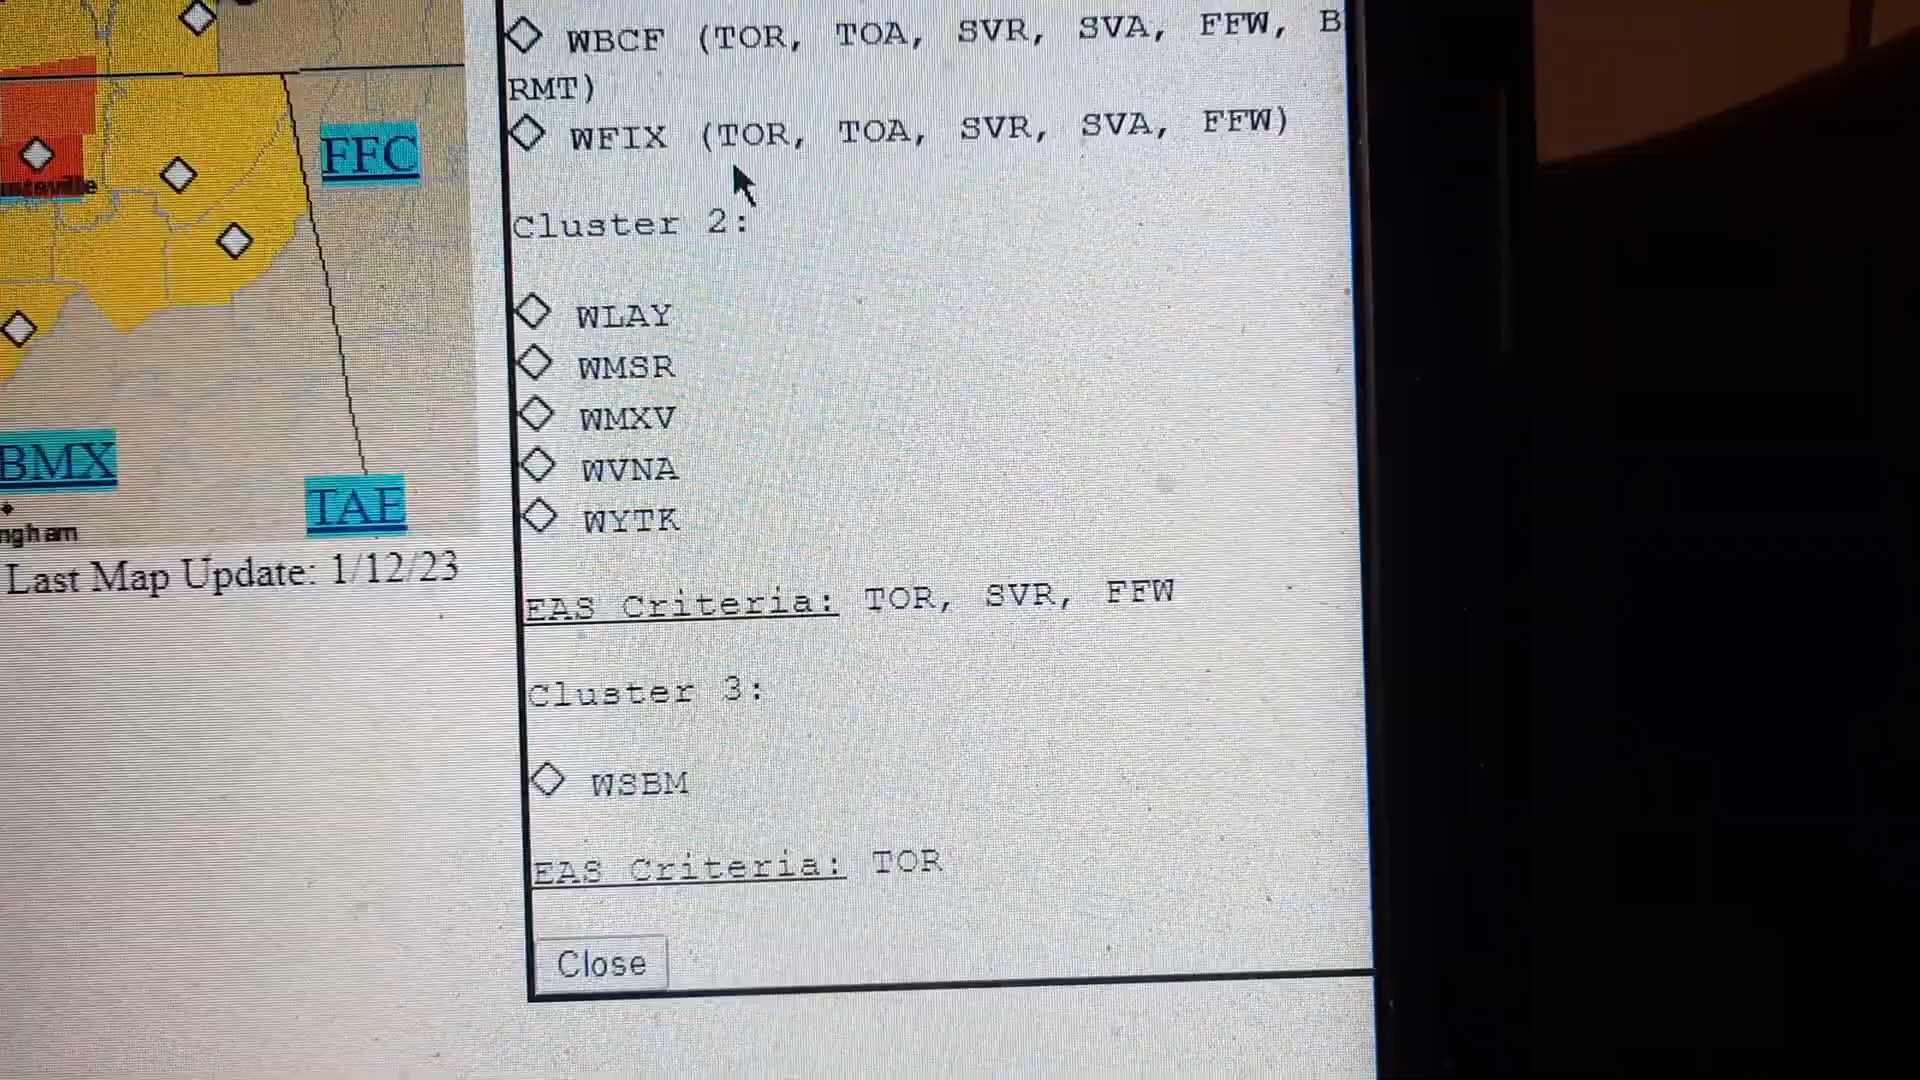 WBCF (TOR, TOA, SVR, SVA, FFW, B
RMT)
WFIX (TOR, TOA, SVR, SVA, FFW)
Cluster 2:
WLAY
WMSR
WMXV
WVNA
WYTK
EAS Criteria: TOR, SVR, FFW
Cluster 3:
WSBM
EAS Criteria: TOR
Close
FFC
untsville
BMX
TAE
ngham
Last Map Update: 1/12/23